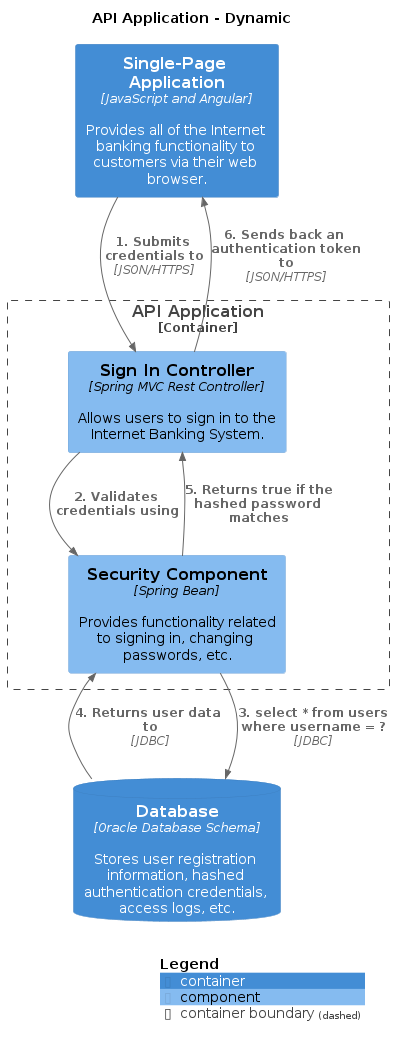 API Application - Dynamic
Single-Page
Application
[JavaScript and Angular]
Provides all of the Internet
banking functionality to
customers via their web
browser.
1. Submits
credentials to
[JSON/HTTPS]
6. Sends back an
authentication token
to
[JSON/HTTPS]
API Application
[Container]
Sign In Controller
[Spring MVC Rest Controller]
Allows users to sign in to the
Internet Banking System.
2. Validates
credentials using
5. Returns true if the
hashed password
matches
Security Component
[Spring Bean]
Provides functionality related
to signing in, changing
passwords, etc.
4. Returns user data
to
[JDBC]
3. select * from users
where username = ?
[JDBC]
Database
[Oracle Database Schema]
Stores user registration
information, hashed
authentication credentials,
access logs, etc.
Legend
container
component
container boundary (dashed)